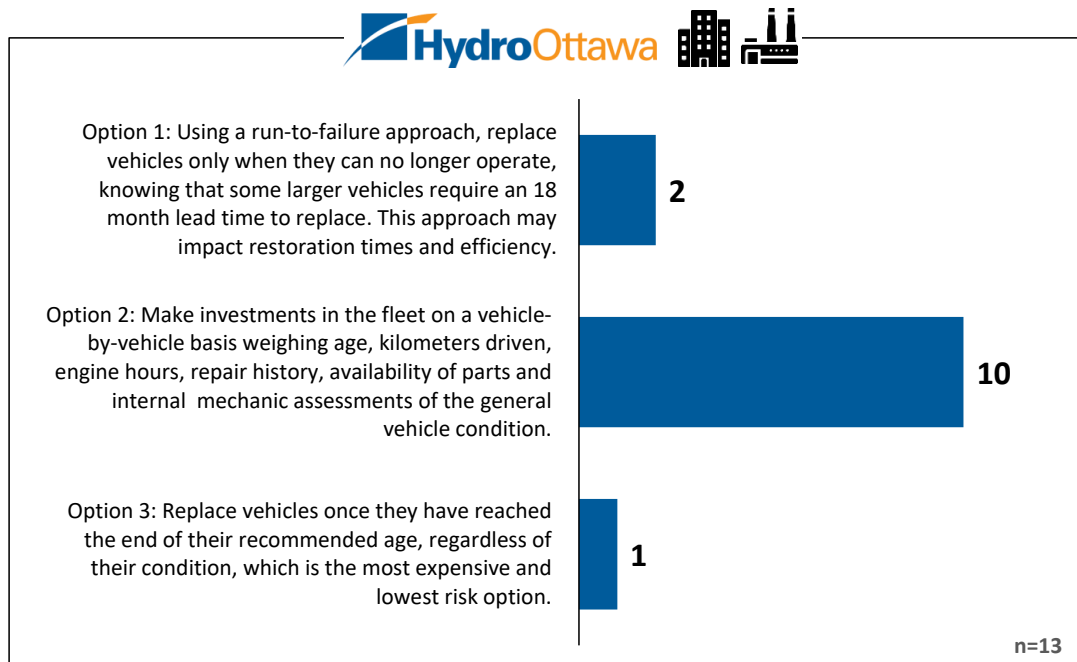 HydroOttawa
Option 1: Using a run-to-failure approach, replace
vehicles only when they can no longer operate,
knowing that some larger vehicles require an 18
month lead time to replace. This approach may
impact restoration times and efficiency.
2
Option 2: Make investments in the fleet on a vehicle-
by-vehicle basis weighing age, kilometers driven,
engine hours, repair history, availability of parts and
internal  mechanic assessments of the general
vehicle condition.
10
Option 3: Replace vehicles once they have reached
the end of their recommended age, regardless of
their condition, which is the most expensive and
lowest risk option.
1
n=13